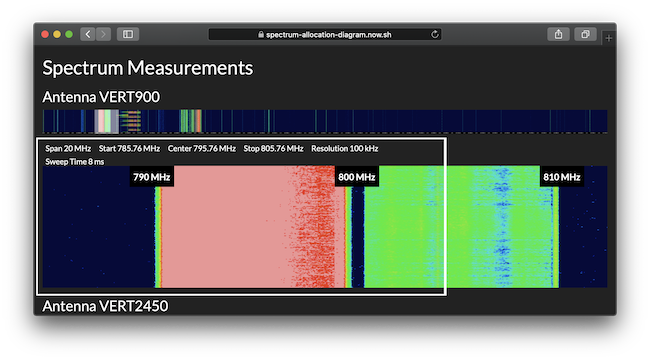 spectrum-allocation-diagram.now.sh
Spectrum Measurements
Antenna VERT900
Span 20 MHz Start 785.76 MHz Center 795.76 MHz Stop 805.76 MHz Resolution 100 kHz
Sweep Time 8 ms
790 MHz 800 MHz 810 MHz
Antenna VERT2450